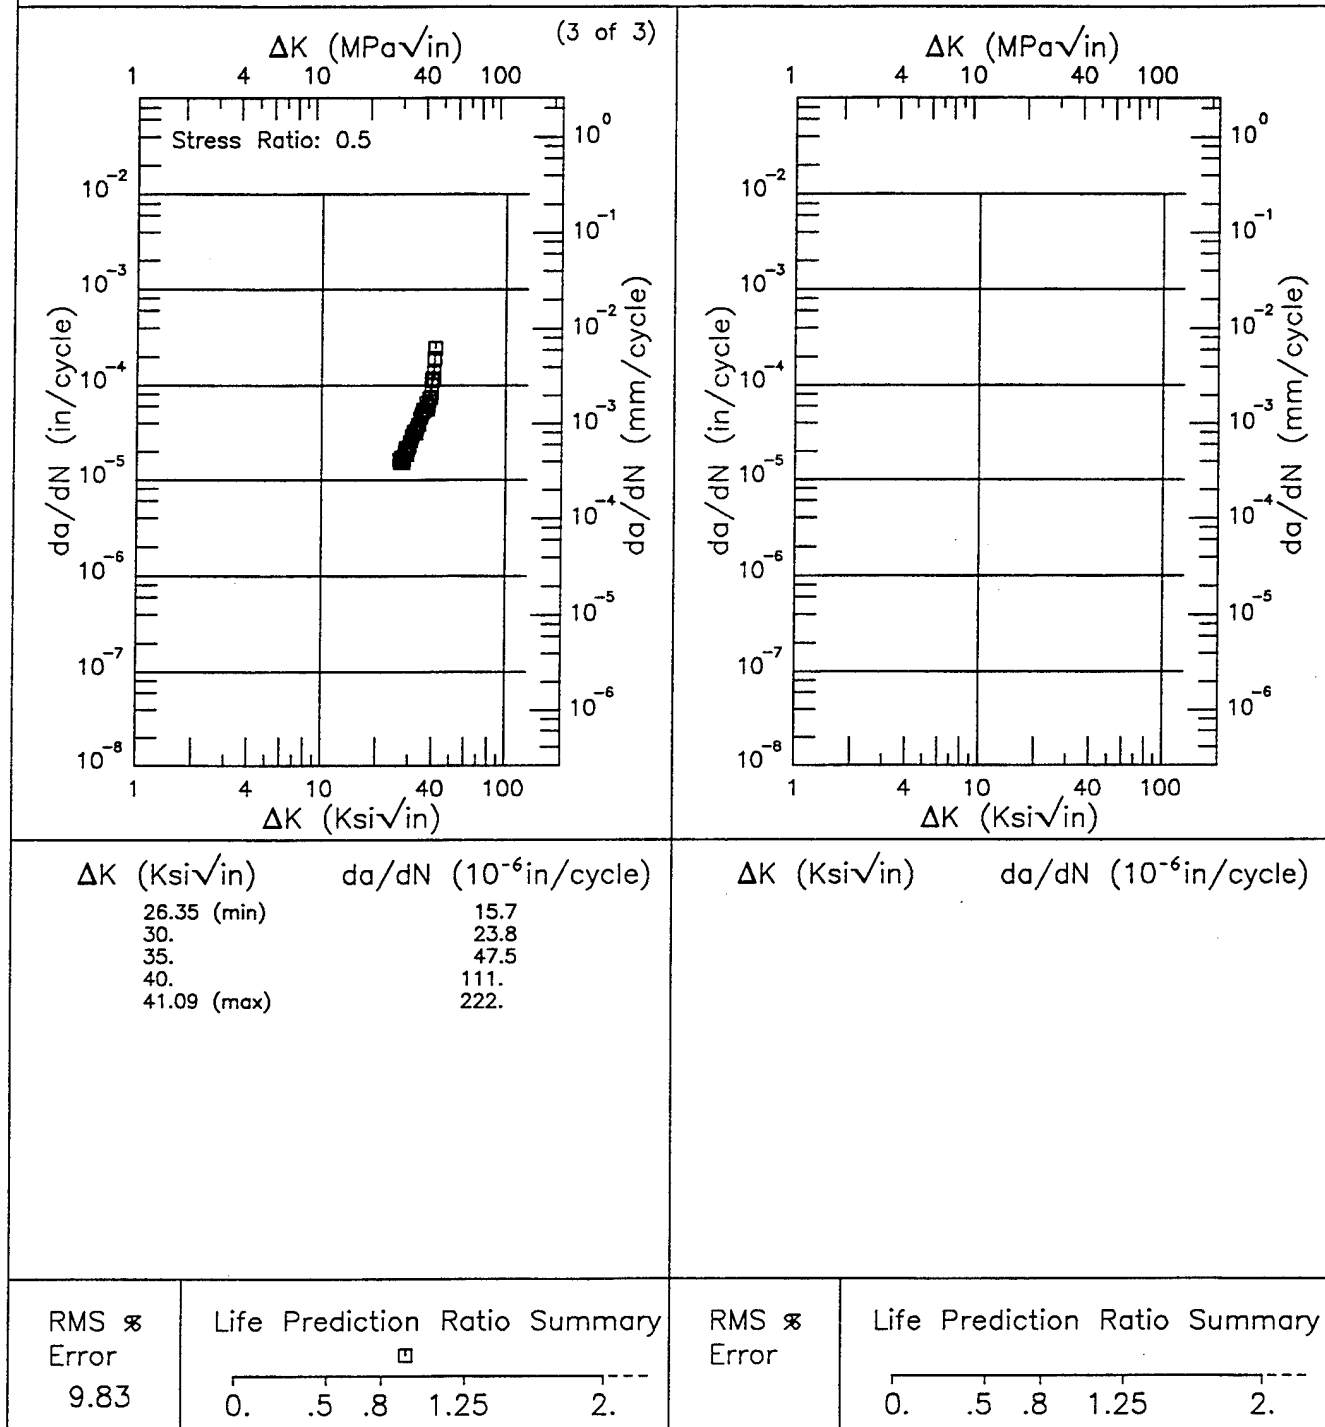 (3 of 3)
ΔK (MPa√in)
1 4 10 40 100
Stress Ratio: 0.5
10⁰
10⁻²
10⁻¹
10⁻³
10⁻²
10⁻⁴
10⁻³
10⁻⁵
10⁻⁴
10⁻⁶
10⁻⁵
10⁻⁷
10⁻⁶
10⁻⁸
da/dN (in/cycle)
da/dN (mm/cycle)
1 4 10 40 100
ΔK (Ksi√in)
ΔK (MPa√in)
1 4 10 40 100
10⁰
10⁻²
10⁻¹
10⁻³
10⁻²
10⁻⁴
10⁻³
10⁻⁵
10⁻⁴
10⁻⁶
10⁻⁵
10⁻⁷
10⁻⁶
10⁻⁸
da/dN (in/cycle)
da/dN (mm/cycle)
1 4 10 40 100
ΔK (Ksi√in)
ΔK (Ksi√in) da/dN (10⁻⁶in/cycle)
26.35 (min) 15.7
30. 23.8
35. 47.5
40. 111.
41.09 (max) 222.
ΔK (Ksi√in) da/dN (10⁻⁶in/cycle)
RMS %
Error
9.83
Life Prediction Ratio Summary
0. .5 .8 1.25 2.
RMS %
Error
Life Prediction Ratio Summary
0. .5 .8 1.25 2.